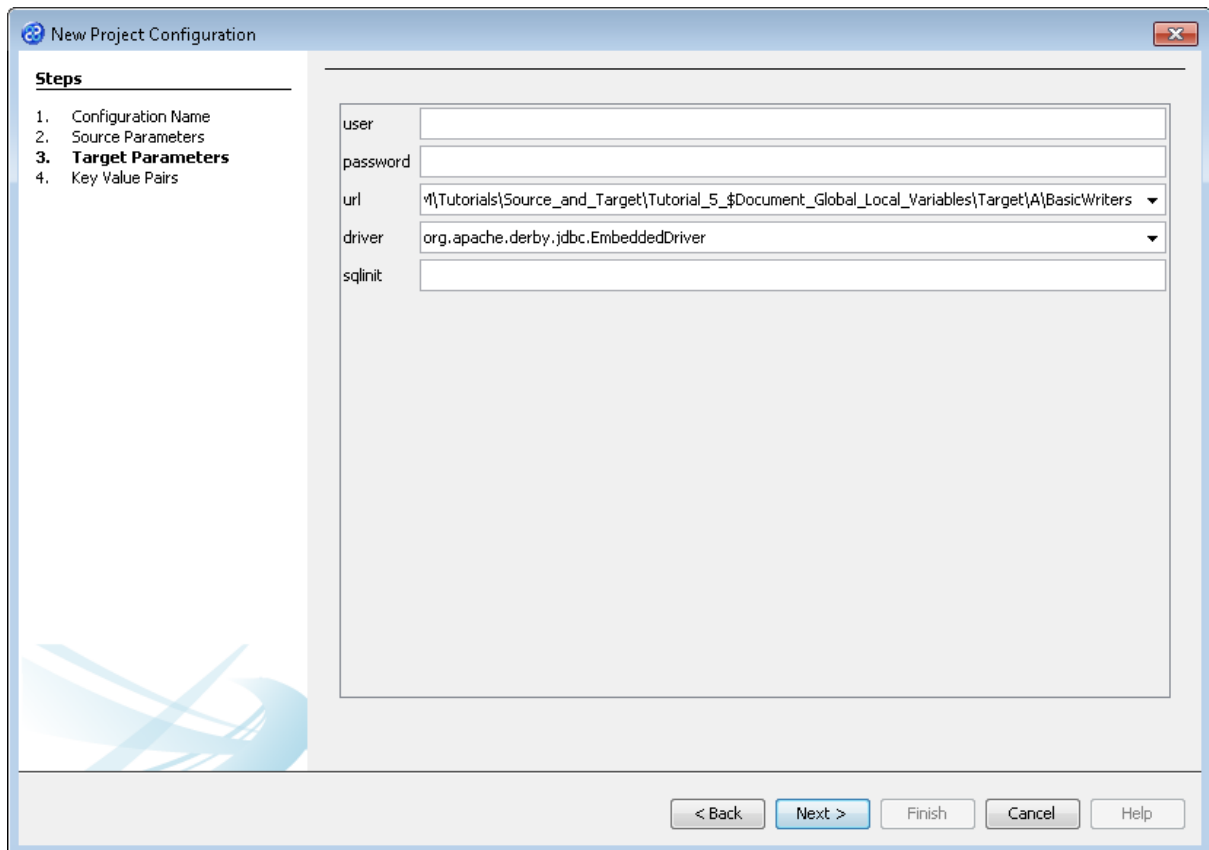 New Project Configuration
Steps
1. Configuration Name
2. Source Parameters
3. Target Parameters
4. Key Value Pairs
user
password
url \Tutorials\Source_and_Target\Tutorial_5_$Document_Global_Local_Variables\Target\A\BasicWriters
driver org.apache.derby.jdbc.EmbeddedDriver
sqlinit
< Back Next > Finish Cancel Help